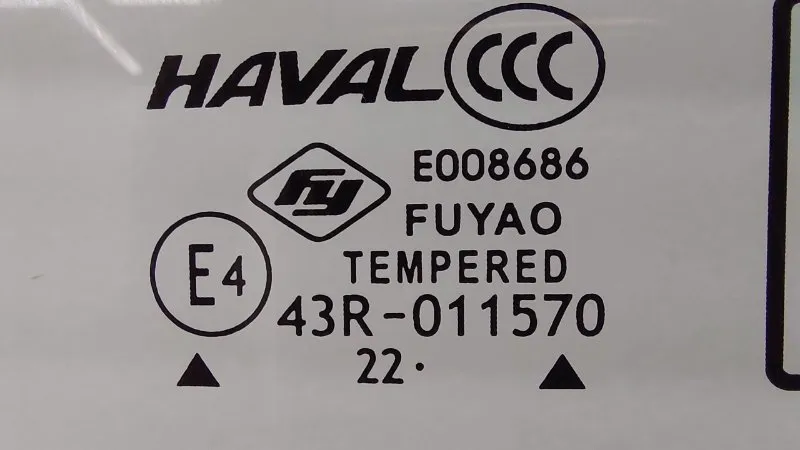 HAVAL CCC
E008686
FY FUYAO
TEMPERED
E4 43R-011570
22.